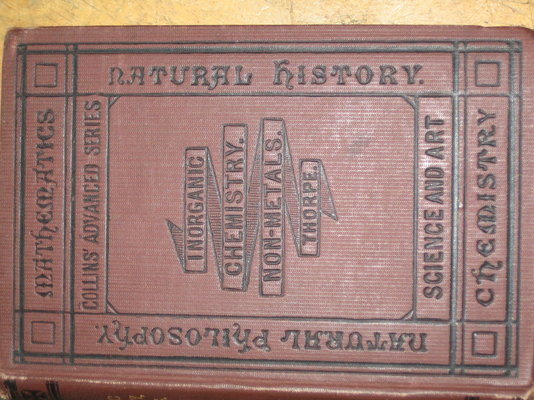 MATHEMATICS
COLLINS' ADVANCED SERIES
NATURAL HISTORY.
INORGANIC
CHEMISTRY.
NON-METALS.
THORPE.
NATURAL PHILOSOPHY.
SCIENCE AND ART
CHEMISTRY